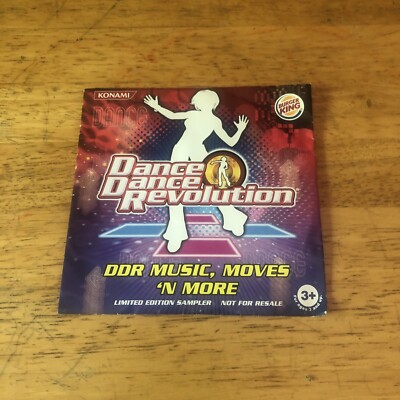 KONAMI
BURGER
KING
Dance
Dance
Revolution
DDR MUSIC, MOVES
'N MORE
LIMITED EDITION SAMPLER NOT FOR RESALE
3+